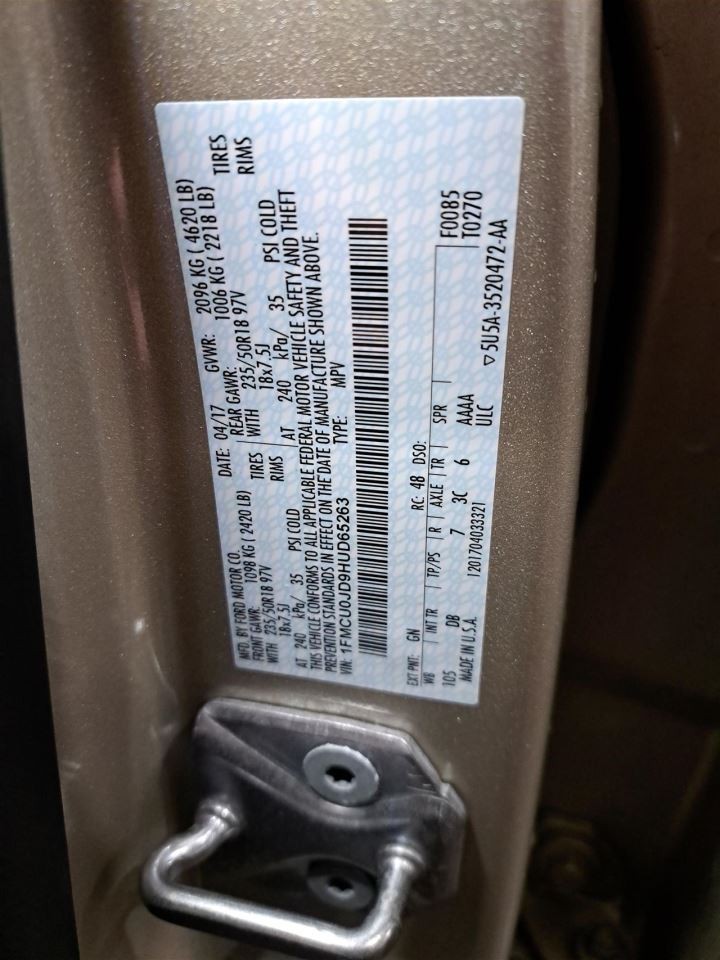 MFD. BY FORD MOTOR CO.
DATE: 04/17 GVWR: 2096 KG ( 4620 LB)
FRONT GAWR: 1098 KG ( 2420 LB) REAR GAWR: 1006 KG ( 2218 LB)
WITH 235/50R18 97V TIRES WITH 235/50R18 97V TIRES
18x7.5J RIMS 18x7.5J RIMS
AT 240 kPa/ 35 PSI COLD AT 240 kPa/ 35 PSI COLD
THIS VEHICLE CONFORMS TO ALL APPLICABLE FEDERAL MOTOR VEHICLE SAFETY AND THEFT
PREVENTION STANDARDS IN EFFECT ON THE DATE OF MANUFACTURE SHOWN ABOVE.
VIN: 1FMCU0JD9HUD65263 TYPE: MPV
EXT PNT: GN RC: 48 DSO: F0085
WB INT TR TP/PS R AXLE TR SPR T0270
105 DB 7 3C 6 AAAA
ULC
MADE IN U.S.A. 1201704033321 ▽5U5A-3520472-AA